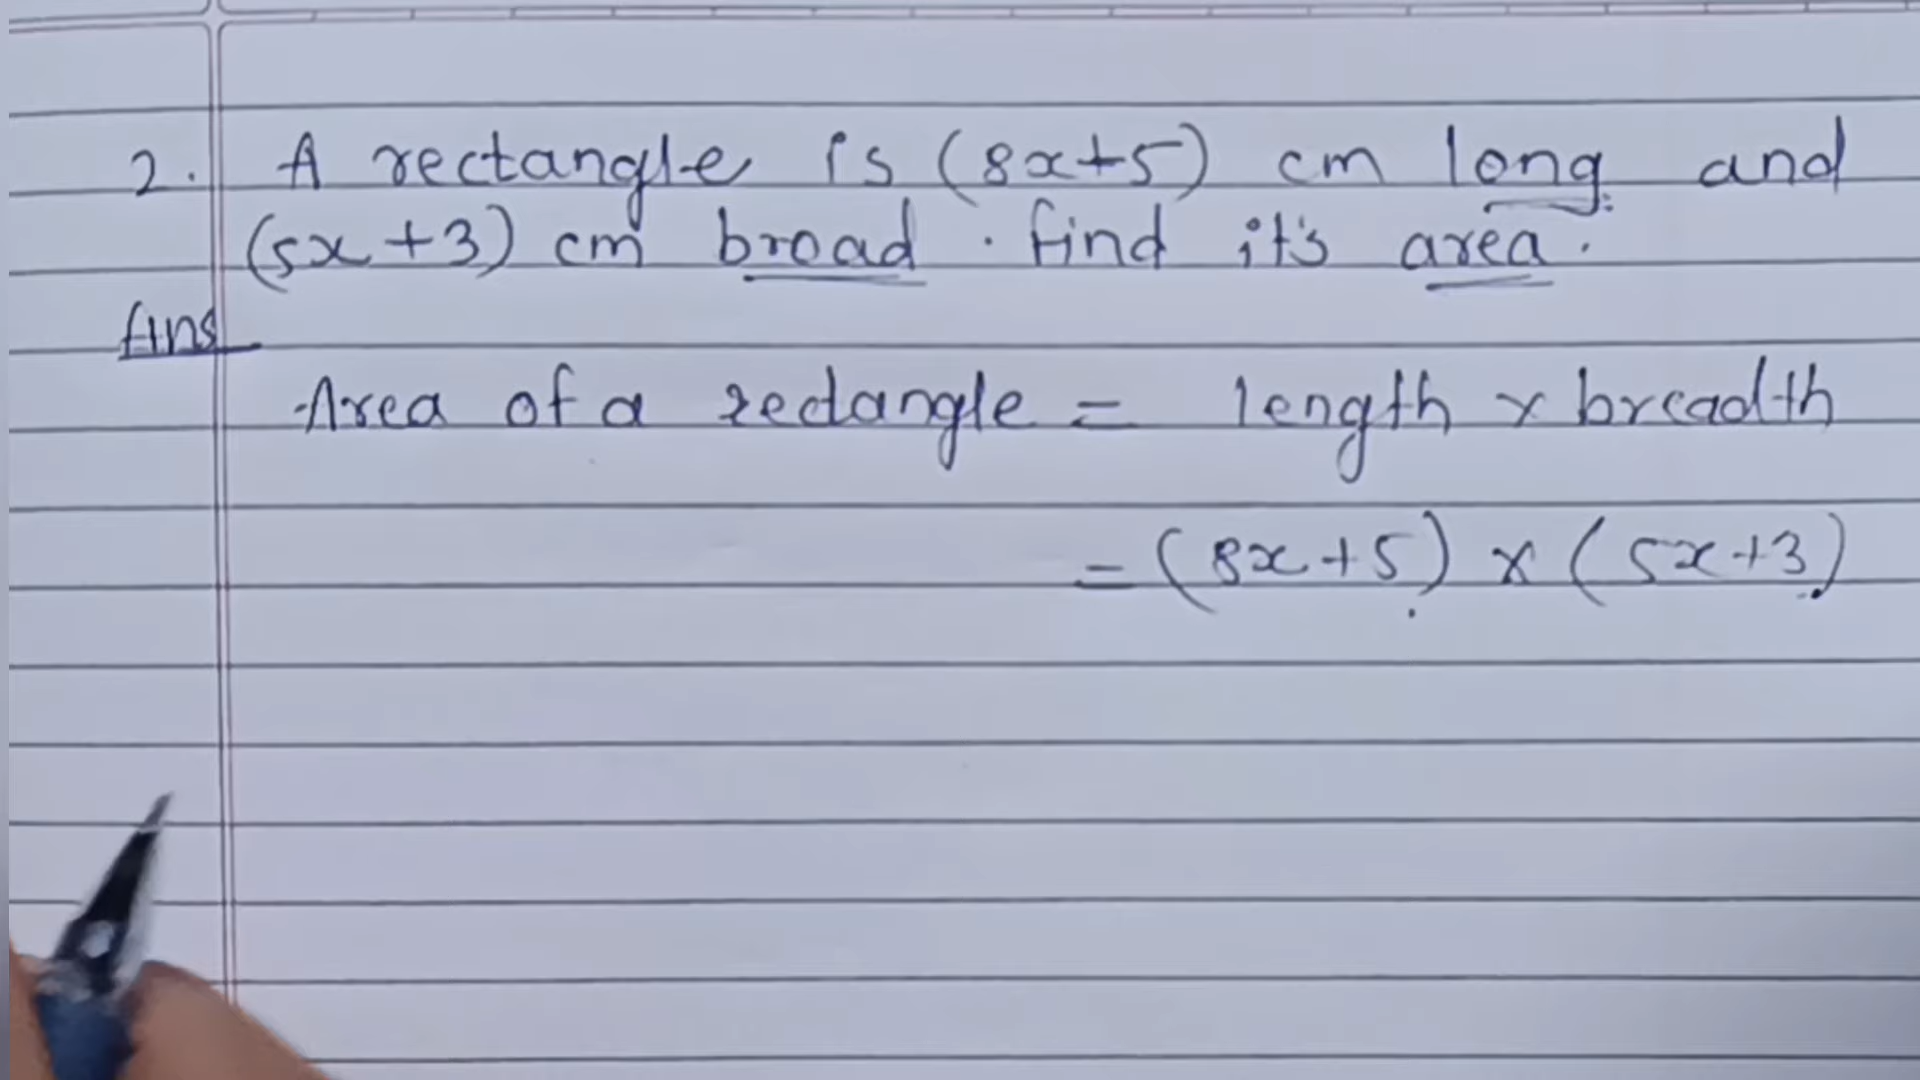 2. A rectangle is (8x+5) cm long and
(5x+3) cm broad. Find it's area.
Ans
Area of a rectangle = length x breadth
= (8x+5) x (5x+3)